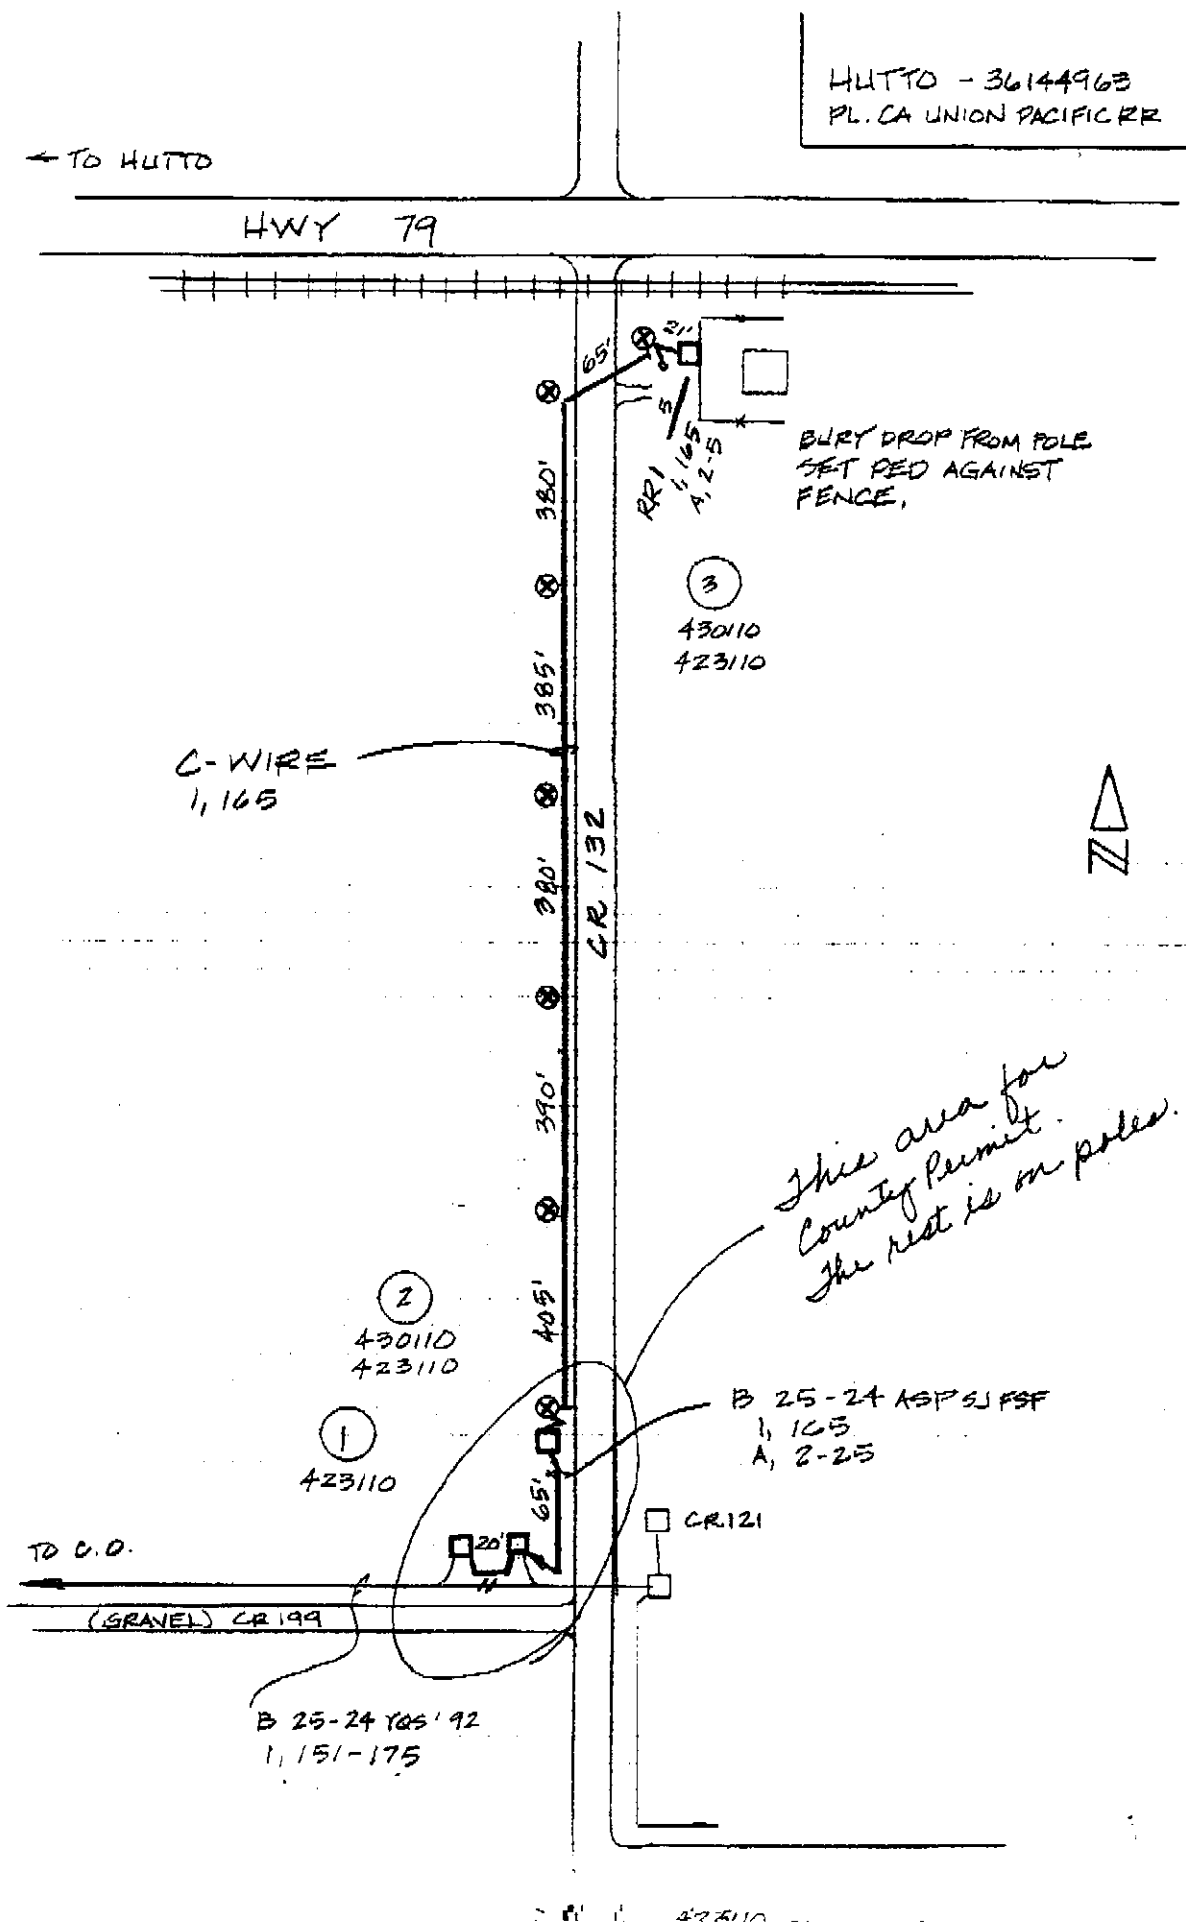 HUTTO - 36144963
PL. CA UNION PACIFIC RR
← TO HUTTO
HWY 79
65'
21'
5
RR1
1, 165
A, 2-5
BURY DROP FROM POLE
SET PED AGAINST
FENCE.
380'
3
430110
423110
385'
C-WIRE
1, 165
CR 132
N
380'
390'
This area for
County Permit.
The rest is on poles.
2
430110
423110
405'
B 25-24 ASP SJ FSF
1, 165
A, 2-25
1
423110
65'
20'
CR121
TO C.O.
(GRAVEL) CR 199
B 25-24 YQS '92
1, 151-175